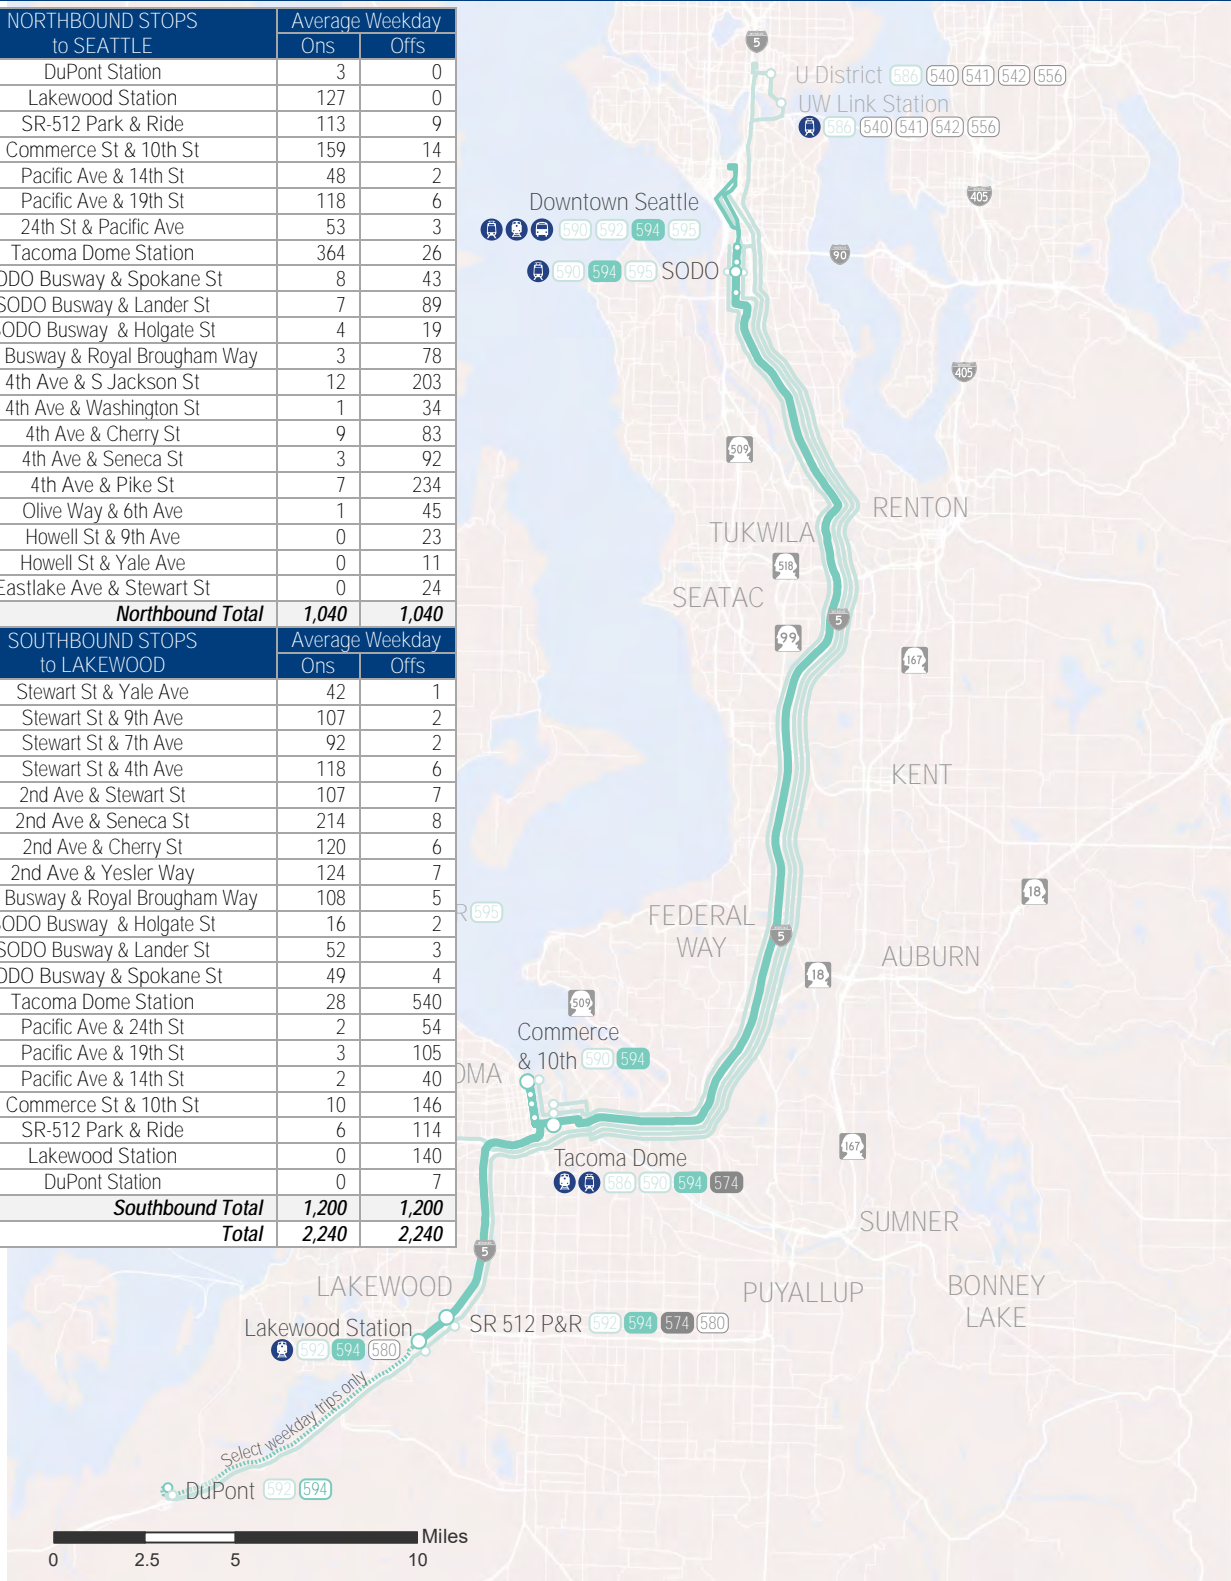 NORTHBOUND STOPS to SEATTLE Average Weekday
Ons Offs
DuPont Station 3 0
Lakewood Station 127 0
SR-512 Park & Ride 113 9
Commerce St & 10th St 159 14
Pacific Ave & 14th St 48 2
Pacific Ave & 19th St 118 6
24th St & Pacific Ave 53 3
Tacoma Dome Station 364 26
ODO Busway & Spokane St 8 43
SODO Busway & Lander St 7 89
ODO Busway & Holgate St 4 19
Busway & Royal Brougham Way 3 78
4th Ave & S Jackson St 12 203
4th Ave & Washington St 1 34
4th Ave & Cherry St 9 83
4th Ave & Seneca St 3 92
4th Ave & Pike St 7 234
Olive Way & 6th Ave 1 45
Howell St & 9th Ave 0 23
Howell St & Yale Ave 0 11
Eastlake Ave & Stewart St 0 24
Northbound Total 1,040 1,040
SOUTHBOUND STOPS to LAKEWOOD Average Weekday
Ons Offs
Stewart St & Yale Ave 42 1
Stewart St & 9th Ave 107 2
Stewart St & 7th Ave 92 2
Stewart St & 4th Ave 118 6
2nd Ave & Stewart St 107 7
2nd Ave & Seneca St 214 8
2nd Ave & Cherry St 120 6
2nd Ave & Yesler Way 124 7
Busway & Royal Brougham Way 108 5
ODO Busway & Holgate St 16 2
SODO Busway & Lander St 52 3
ODO Busway & Spokane St 49 4
Tacoma Dome Station 28 540
Pacific Ave & 24th St 2 54
Pacific Ave & 19th St 3 105
Pacific Ave & 14th St 2 40
Commerce St & 10th St 10 146
SR-512 Park & Ride 6 114
Lakewood Station 0 140
DuPont Station 0 7
Southbound Total 1,200 1,200
Total 2,240 2,240
5
U District 586 540 541 542 556
UW Link Station
586 540 541 542 556
405
Downtown Seattle
590 592 594 595
90
590 594 595 SODO
405
509
RENTON
TUKWILA
518
SEATAC
5
99
167
KENT
18
R 595
FEDERAL
WAY
5
AUBURN
18
509
Commerce
& 10th 590 594
OMA
167
Tacoma Dome
586 590 594 574
SUMNER
5
LAKEWOOD
PUYALLUP
BONNEY
LAKE
SR 512 P&R 592 594 574 580
Lakewood Station
592 594 580
Select weekday trips only
DuPont 592 594
Miles
0 2.5 5 10